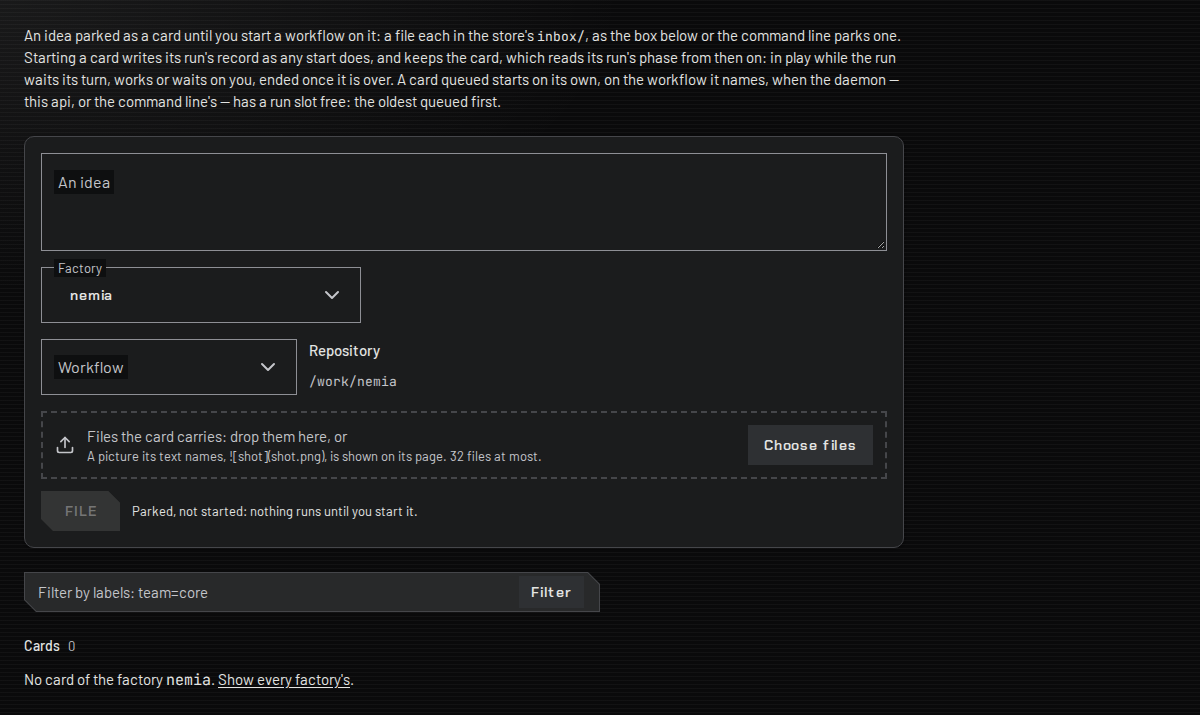 An idea parked as a card until you start a workflow on it: a file each in the store's inbox/, as the box below or the command line parks one.
Starting a card writes its run's record as any start does, and keeps the card, which reads its run's phase from then on: in play while the run
waits its turn, works or waits on you, ended once it is over. A card queued starts on its own, on the workflow it names, when the daemon —
this api, or the command line's — has a run slot free: the oldest queued first.
An idea
Factory
nemia
Workflow
Repository
/work/nemia
Files the card carries: drop them here, or
A picture its text names, ![shot](shot.png), is shown on its page. 32 files at most.
Choose files
FILE
Parked, not started: nothing runs until you start it.
Filter by labels: team=core
Filter
Cards 0
No card of the factory nemia. Show every factory's.